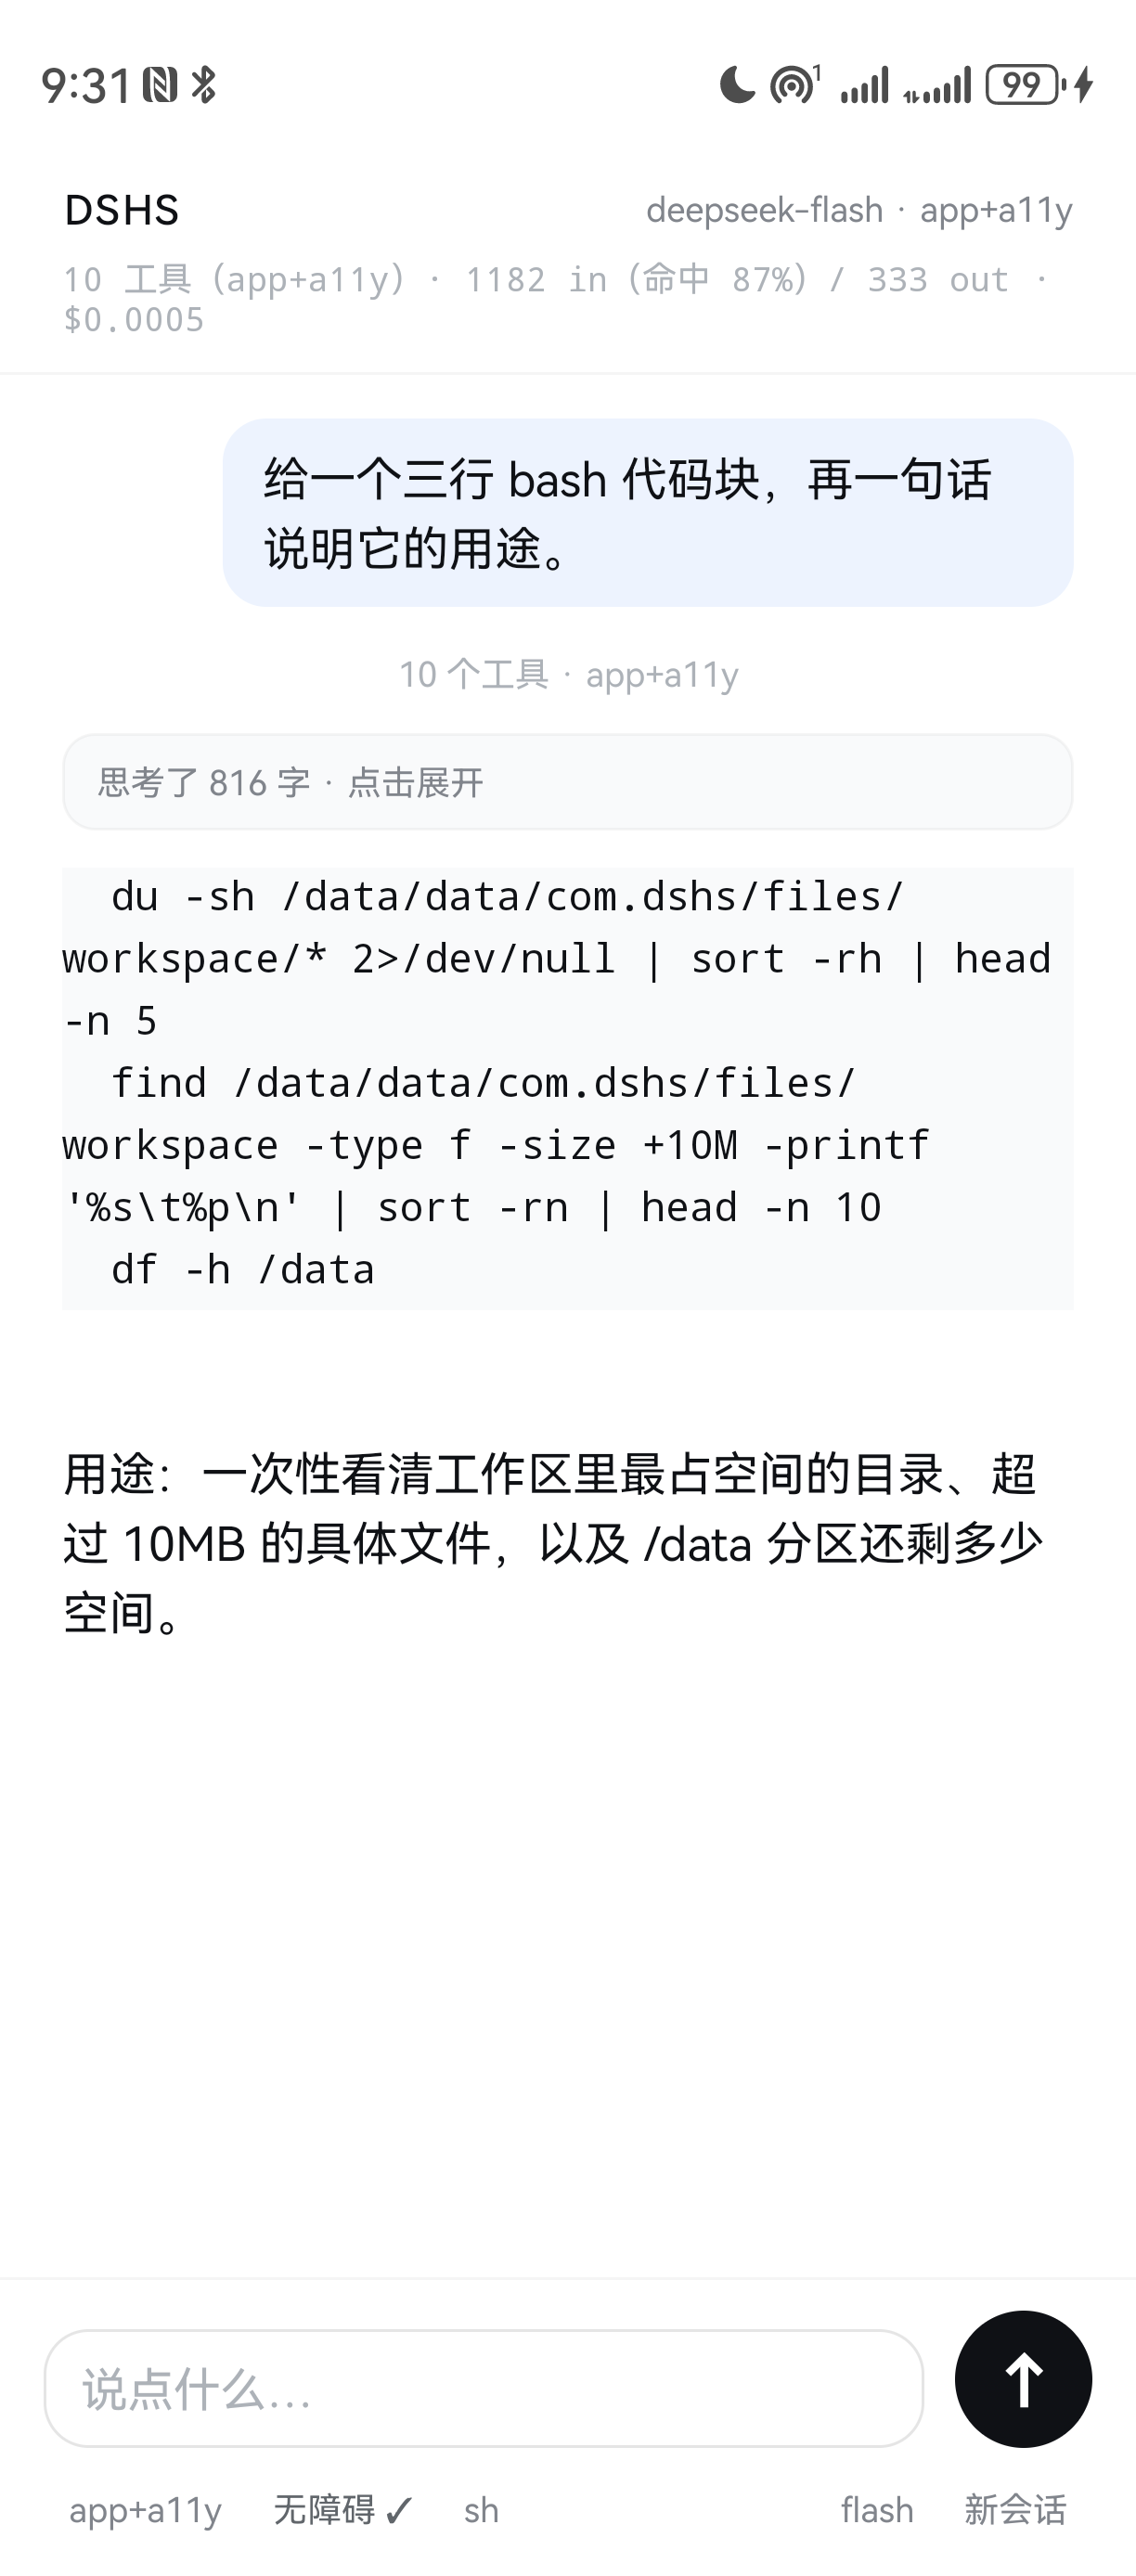 9:31
1
99
DSHS
deepseek-flash · app+a11y
10 工具（app+a11y）· 1182 in（命中 87%）/ 333 out ·
$0.0005
给一个三行 bash 代码块，再一句话
说明它的用途。
10 个工具 · app+a11y
思考了 816 字 · 点击展开
du -sh /data/data/com.dshs/files/
workspace/* 2>/dev/null | sort -rh | head
-n 5
find /data/data/com.dshs/files/
workspace -type f -size +10M -printf
'%s\t%p\n' | sort -rn | head -n 10
df -h /data
用途：一次性看清工作区里最占空间的目录、超
过 10MB 的具体文件，以及 /data 分区还剩多少
空间。
说点什么…
↑
app+a11y 无障碍 ✓ sh flash 新会话